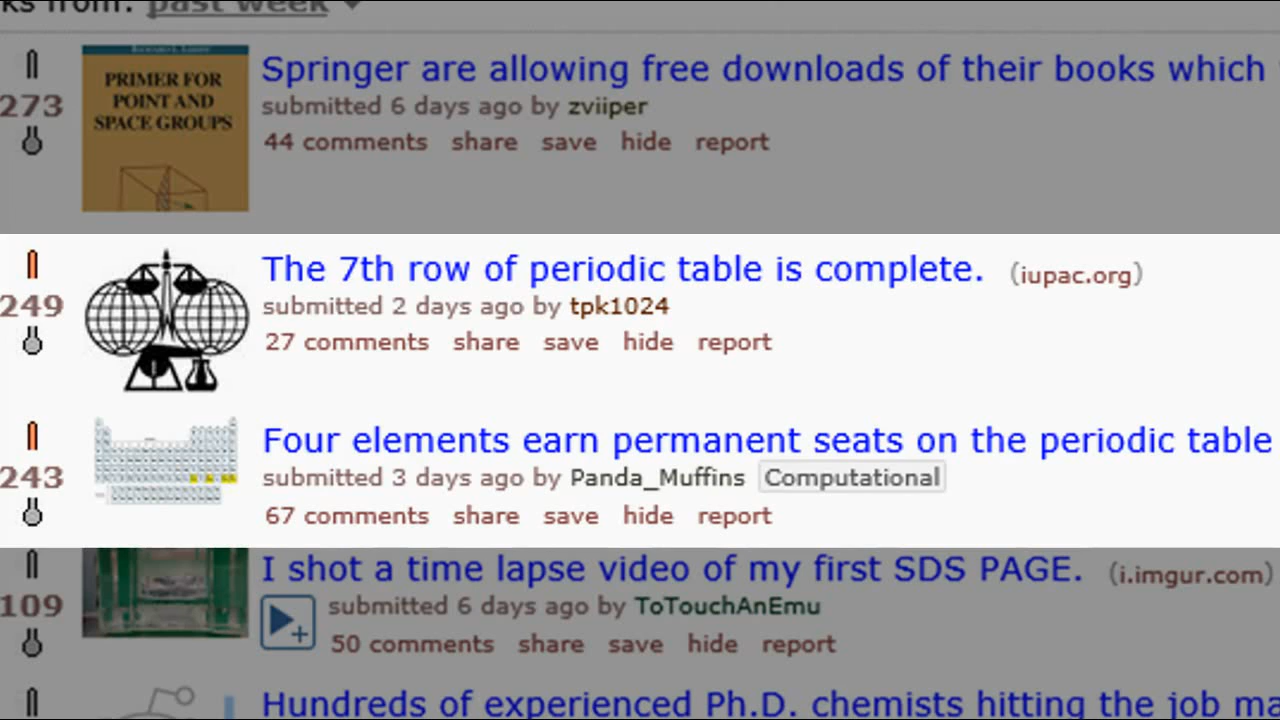 ks from: past week
273
PRIMER FOR
POINT AND
SPACE GROUPS
Springer are allowing free downloads of their books which
submitted 6 days ago by zviiper
44 comments share save hide report
249
The 7th row of periodic table is complete. (iupac.org)
submitted 2 days ago by tpk1024
27 comments share save hide report
243
Four elements earn permanent seats on the periodic table
submitted 3 days ago by Panda_Muffins Computational
67 comments share save hide report
109
I shot a time lapse video of my first SDS PAGE. (i.imgur.com)
submitted 6 days ago by ToTouchAnEmu
50 comments share save hide report
Hundreds of experienced Ph.D. chemists hitting the job ma